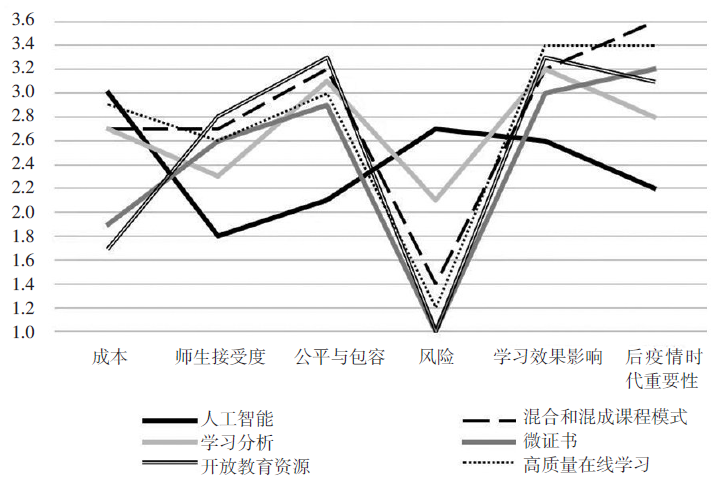 3.6
3.4
3.2
3.0
2.8
2.6
2.4
2.2
2.0
1.8
1.6
1.4
1.2
1.0
成本 师生接受度 公平与包容 风险 学习效果影响 后疫情时
代重要性
人工智能 混合和混成课程模式
学习分析 微证书
开放教育资源 高质量在线学习